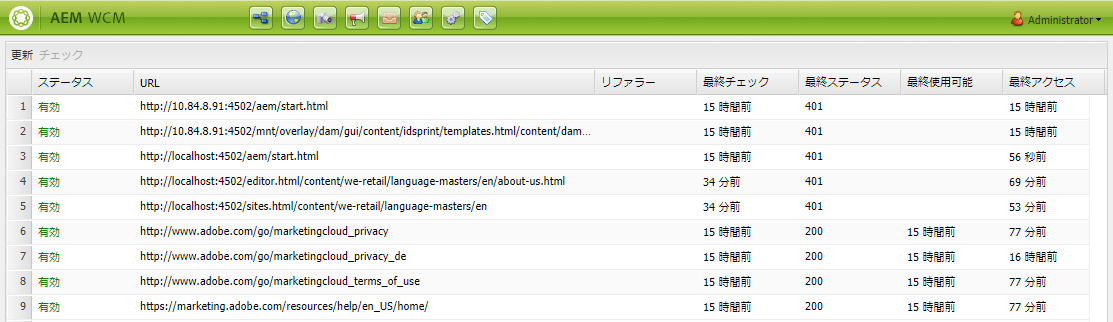 AEM WCM
Administrator
更新 チェック
ステータス URL リファラー 最終チェック 最終ステータス 最終使用可能 最終アクセス
1 有効 http://10.84.8.91:4502/aem/start.html 15 時間前 401 15 時間前
2 有効 http://10.84.8.91:4502/mnt/overlay/dam/gui/content/idsprint/templates.html/content/dam... 15 時間前 401 15 時間前
3 有効 http://localhost:4502/aem/start.html 15 時間前 401 56 秒前
4 有効 http://localhost:4502/editor.html/content/we-retail/language-masters/en/about-us.html 34 分前 401 69 分前
5 有効 http://localhost:4502/sites.html/content/we-retail/language-masters/en 34 分前 401 53 分前
6 有効 http://www.adobe.com/go/marketingcloud_privacy 15 時間前 200 15 時間前 77 分前
7 有効 http://www.adobe.com/go/marketingcloud_privacy_de 15 時間前 200 15 時間前 16 時間前
8 有効 http://www.adobe.com/go/marketingcloud_terms_of_use 15 時間前 200 15 時間前 77 分前
9 有効 https://marketing.adobe.com/resources/help/en_US/home/ 15 時間前 200 15 時間前 77 分前